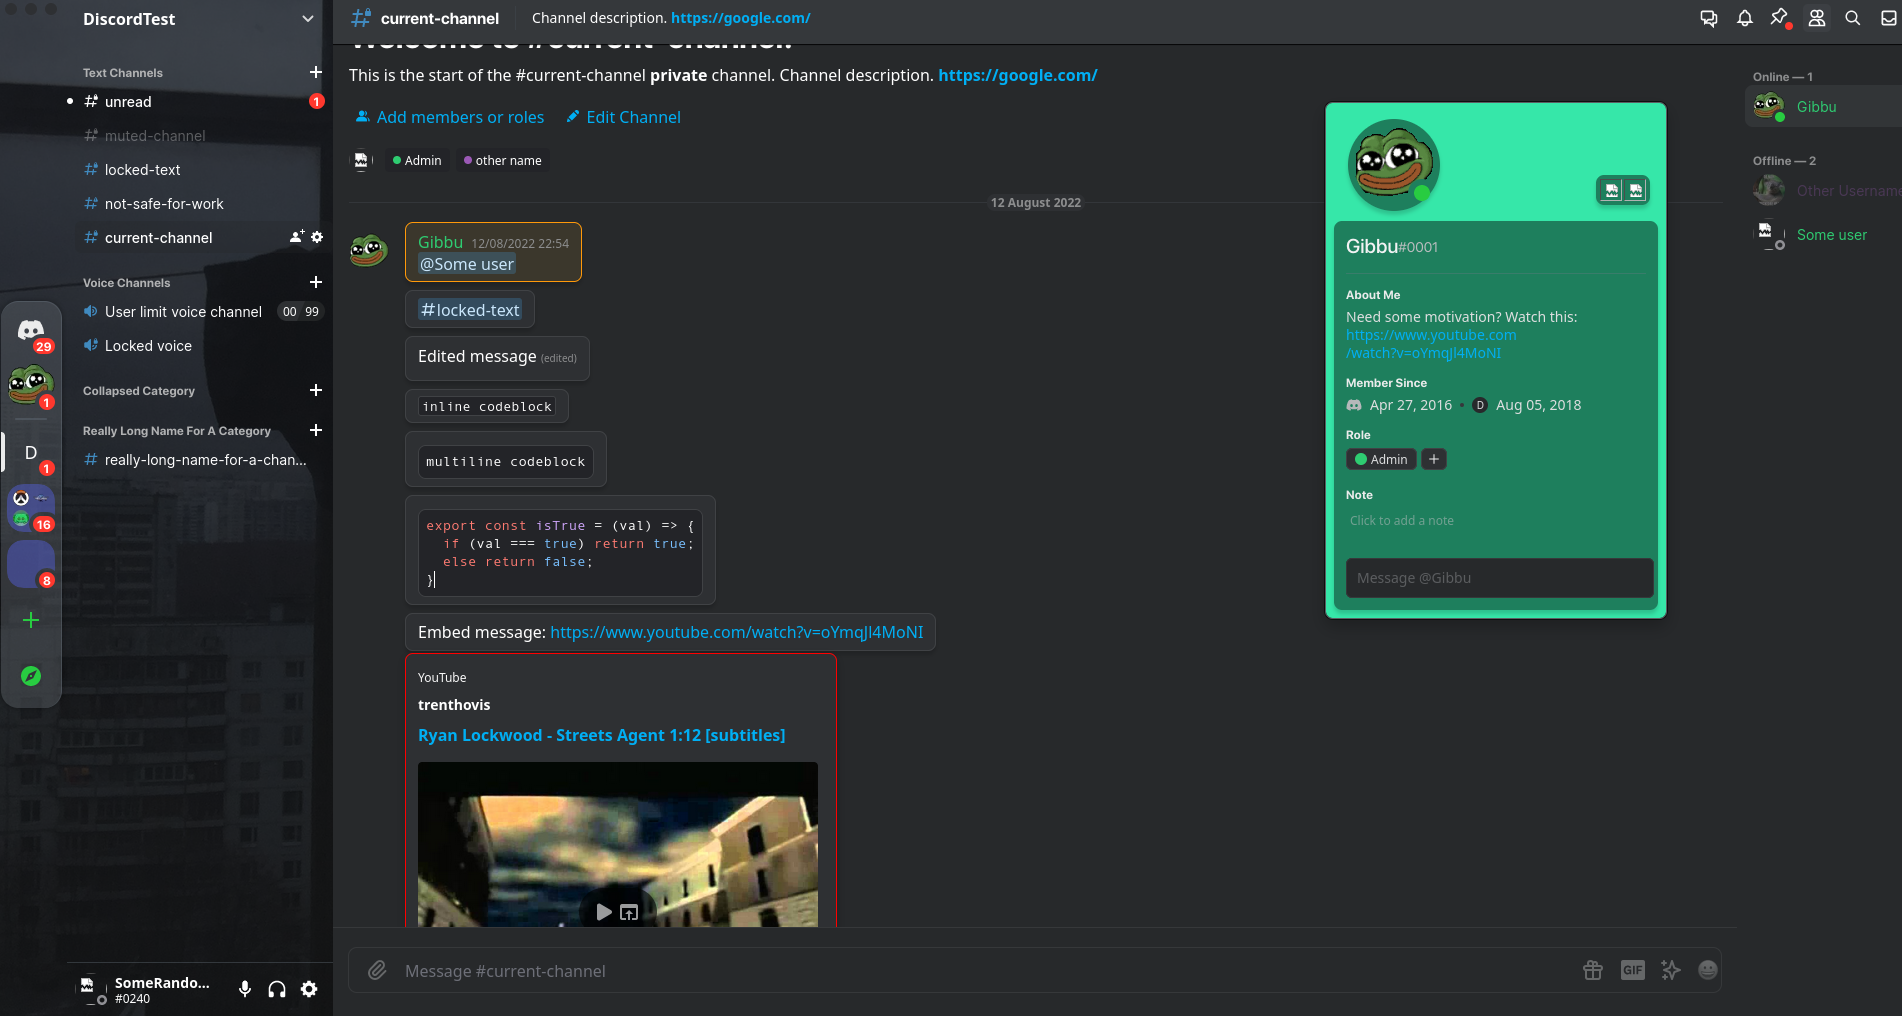 DiscordTest
Text Channels
unread
1
muted-channel
locked-text
not-safe-for-work
current-channel
Voice Channels
User limit voice channel
00 99
Locked voice
Collapsed Category
Really Long Name For A Category
really-long-name-for-a-chan...
29
1
D
1
16
8
SomeRando...
#0240
current-channel
Channel description. https://google.com/
Welcome to #current-channel!
This is the start of the #current-channel private channel. Channel description. https://google.com/
Add members or roles
Edit Channel
Admin
other name
12 August 2022
Gibbu 12/08/2022 22:54
@Some user
#locked-text
Edited message (edited)
inline codeblock
multiline codeblock
export const isTrue = (val) => {
if (val === true) return true;
else return false;
}
Embed message: https://www.youtube.com/watch?v=oYmqJl4MoNI
YouTube
trenthovis
Ryan Lockwood - Streets Agent 1:12 [subtitles]
Message #current-channel
GIF
Gibbu#0001
About Me
Need some motivation? Watch this:
https://www.youtube.com
/watch?v=oYmqJl4MoNI
Member Since
Apr 27, 2016 • D Aug 05, 2018
Role
Admin +
Note
Click to add a note
Message @Gibbu
Online — 1
Gibbu
Offline — 2
Other Username
Some user